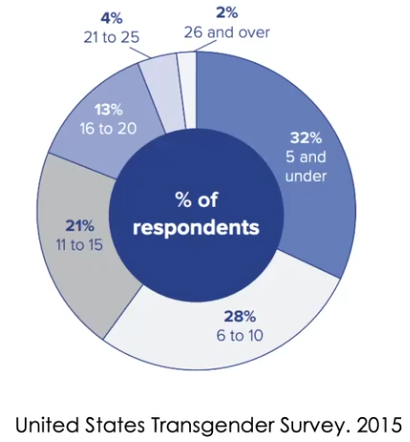 4%
21 to 25
2%
26 and over
13%
16 to 20
32%
5 and
under
% of
respondents
21%
11 to 15
28%
6 to 10
United States Transgender Survey. 2015